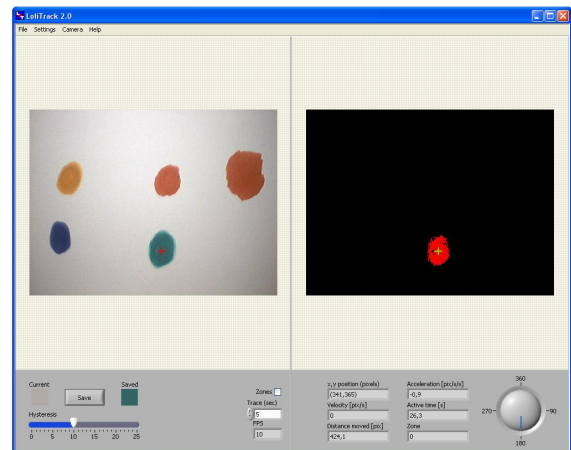 LoliTrack 2.0
File Settings Camera Help
Current
Saved
Save
Hysteresis
0 5 10 15 20 25
Zones
Trace (sec)
5
FPS
10
x,y position (pixels)
(341,365)
Velocity [pix/s]
0
Distance moved [pix]
424,1
Acceleration [pix/s/s]
-0,9
Active time [s]
26,3
Zone
0
360
270- -90
180